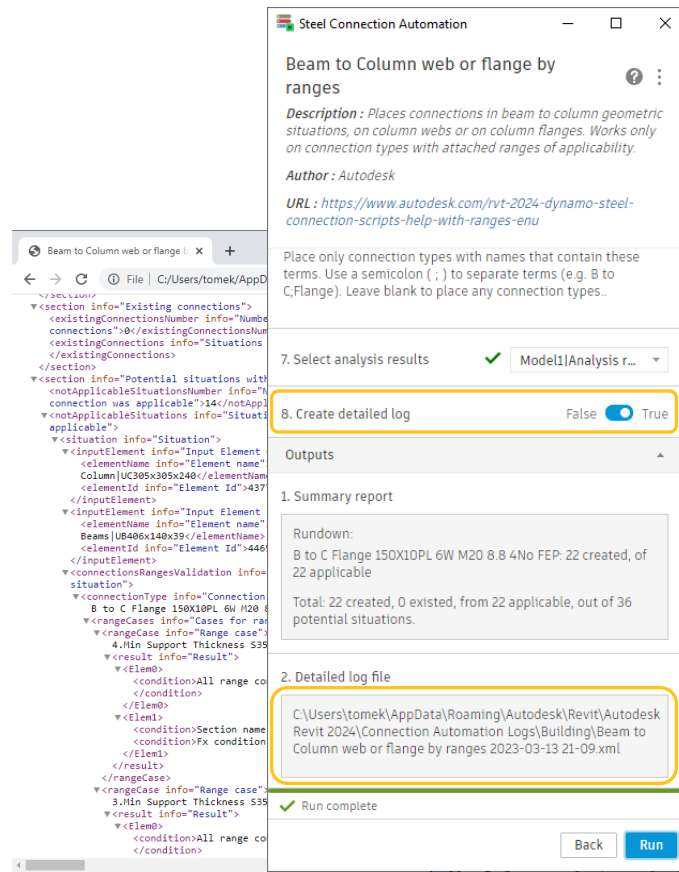 Steel Connection Automation
Beam to Column web or flange by
ranges
Description : Places connections in beam to column geometric
situations, on column webs or on column flanges. Works only
on connection types with attached ranges of applicability.
Author : Autodesk
URL : https://www.autodesk.com/rvt-2024-dynamo-steel-
connection-scripts-help-with-ranges-enu
Place only connection types with names that contain these
terms. Use a semicolon ( ; ) to separate terms (e.g. B to
C;Flange). Leave blank to place any connection types..
7. Select analysis results
Model1|Analysis r...
8. Create detailed log
False True
Outputs
1. Summary report
Rundown:
B to C Flange 150X10PL 6W M20 8.8 4No FEP: 22 created, of
22 applicable
Total: 22 created, 0 existed, from 22 applicable, out of 36
potential situations.
2. Detailed log file
C:\Users\tomek\AppData\Roaming\Autodesk\Revit\Autodesk
Revit 2024\Connection Automation Logs\Building\Beam to
Column web or flange by ranges 2023-03-13 21-09.xml
Run complete
Back Run
Beam to Column web or flange
File | C:/Users/tomek/AppD
</section>
▼<section info="Existing connections">
<existingConnectionsNumber info="Numbe
connections">0</existingConnectionsNum
<existingConnections info="Situations
</existingConnections>
</section>
▼<section info="Potential situations with
<notApplicableSituationsNumber info="N
connection was applicable">14</notAppl
▼<notApplicableSituations info="Situati
applicable">
▼<situation info="Situation">
▼<inputElement info="Input Element
<elementName info="Element name"
Column|UC305x305x240</elementName
<elementId info="Element Id">437
</inputElement>
▼<inputElement info="Input Element
<elementName info="Element name"
Beams|UB406x140x39</elementName>
<elementId info="Element Id">4465
</inputElement>
▼<connectionsRangesValidation info=
situation">
▼<connectionType info="Connection
B to C Flange 150X10PL 6W M20 8
▼<rangeCases info="Cases for ran
▼<rangeCase info="Range case">
4.Min Support Thickness S35
▼<result info="Result">
▼<Elem0>
<condition>All range co
</condition>
</Elem0>
▼<Elem1>
<condition>Section name
<condition>Fx condition
</Elem1>
</result>
</rangeCase>
▼<rangeCase info="Range case">
3.Min Support Thickness S35
▼<result info="Result">
▼<Elem0>
<condition>All range co
</condition>